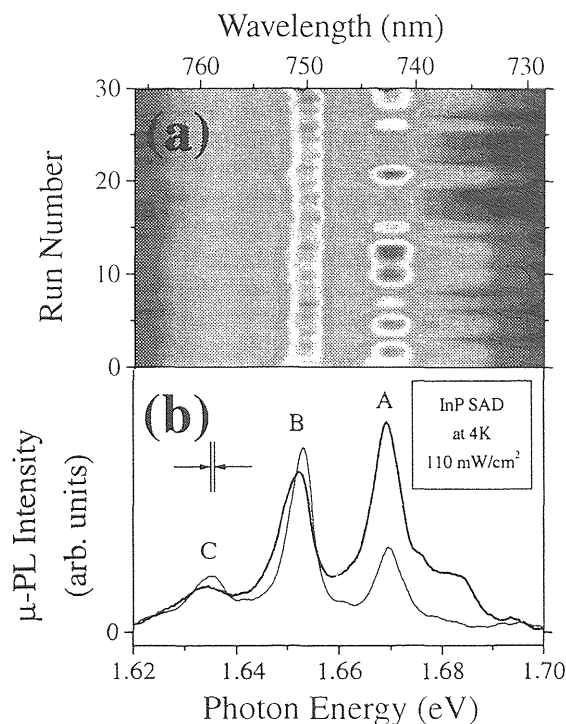 Wavelength (nm)
760 750 740 730
30
20
10
0
Run Number
(a)
(b)
A
B
C
InP SAD
at 4K
110 mW/cm²
μ-PL Intensity
(arb. units)
0
1.62 1.64 1.66 1.68 1.70
Photon Energy (eV)